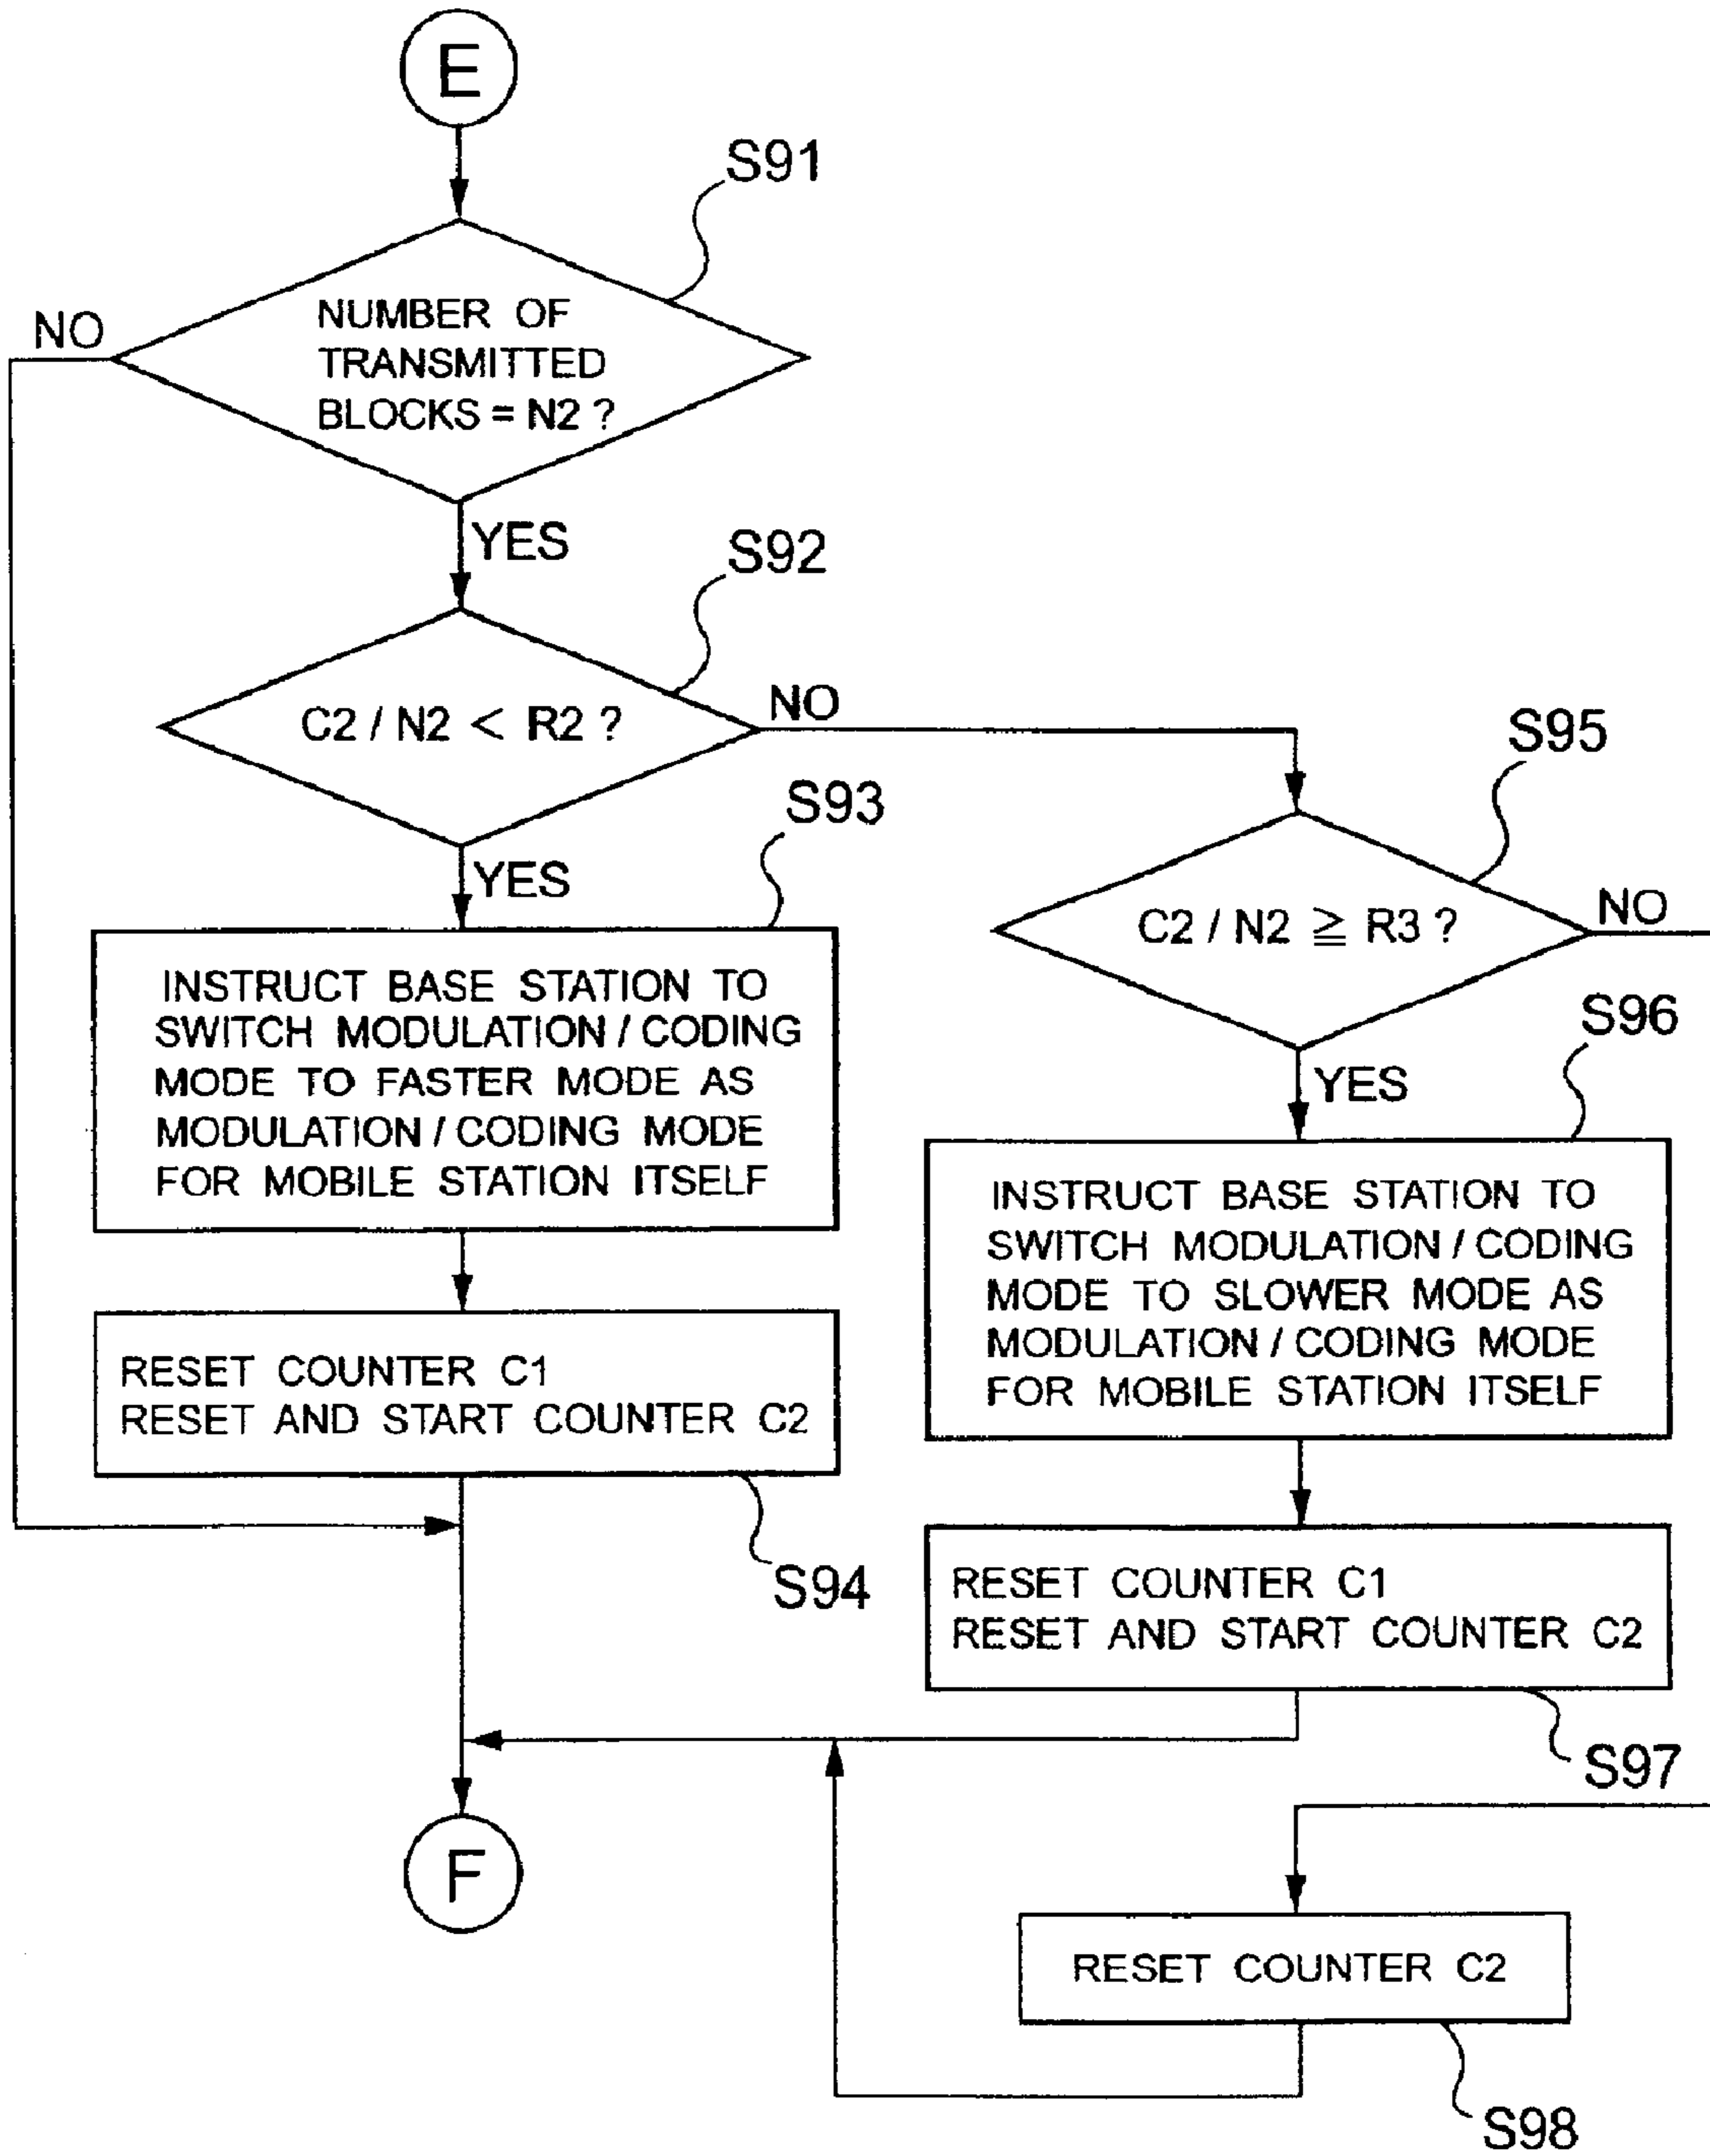 E
S91
NUMBER OF
TRANSMITTED
BLOCKS = N2 ?
NO
YES
S92
C2 / N2 < R2 ?
NO
YES
S93
INSTRUCT BASE STATION TO
SWITCH MODULATION / CODING
MODE TO FASTER MODE AS
MODULATION / CODING MODE
FOR MOBILE STATION ITSELF
RESET COUNTER C1
RESET AND START COUNTER C2
S94
S95
C2 / N2 ≧ R3 ?
NO
YES
S96
INSTRUCT BASE STATION TO
SWITCH MODULATION / CODING
MODE TO SLOWER MODE AS
MODULATION / CODING MODE
FOR MOBILE STATION ITSELF
RESET COUNTER C1
RESET AND START COUNTER C2
S97
RESET COUNTER C2
S98
F